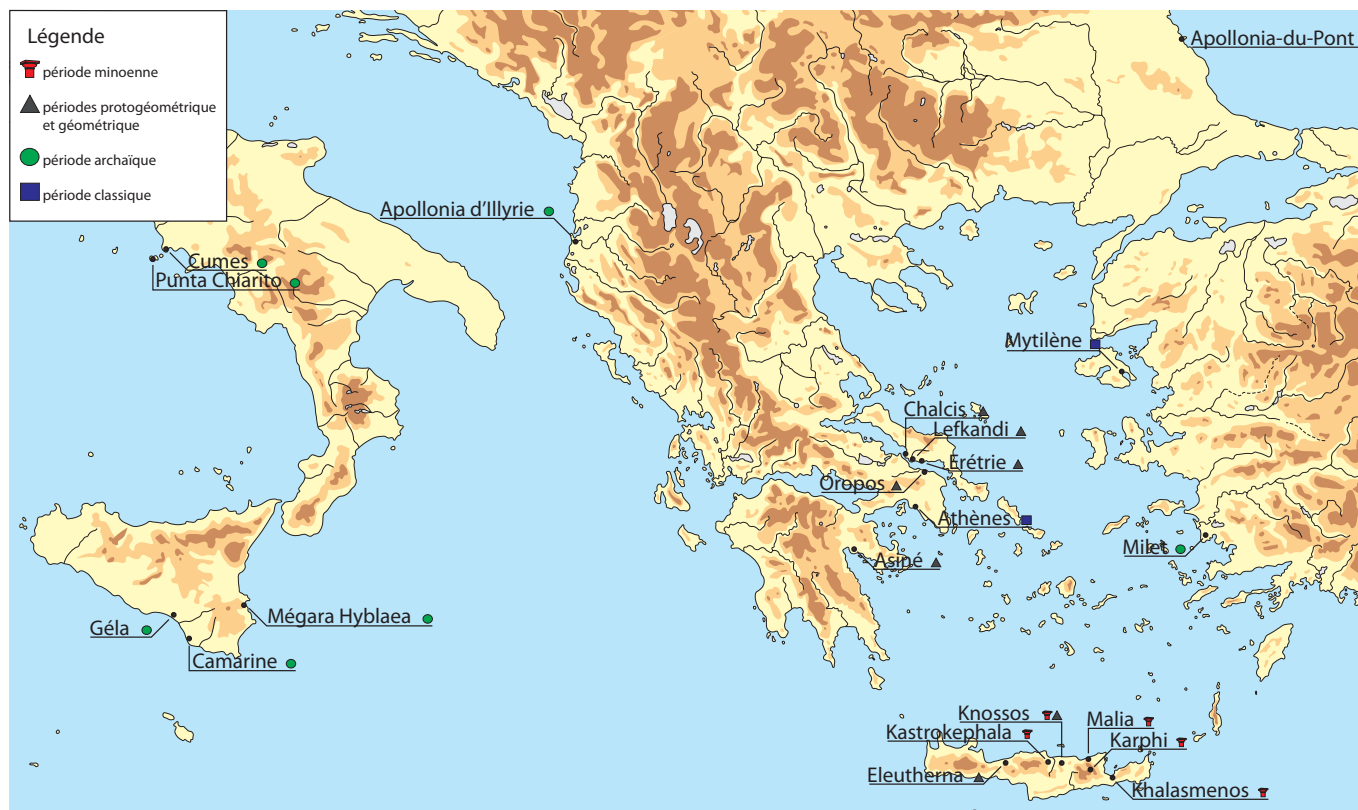 Légende
période minoenne
périodes protogéométrique
et géométrique
période archaïque
période classique
Apollonia-du-Pont
Apollonia d'Illyrie
Cumes
Punta Chiarito
Mytilène
Chalcis
Lefkandi
Erétrie
Oropos
Athènes
Milet
Asiné
Mégara Hyblaea
Géla
Camarine
Knossos
Malia
Kastrokephala
Karphi
Eleutherna
Khalasmenos